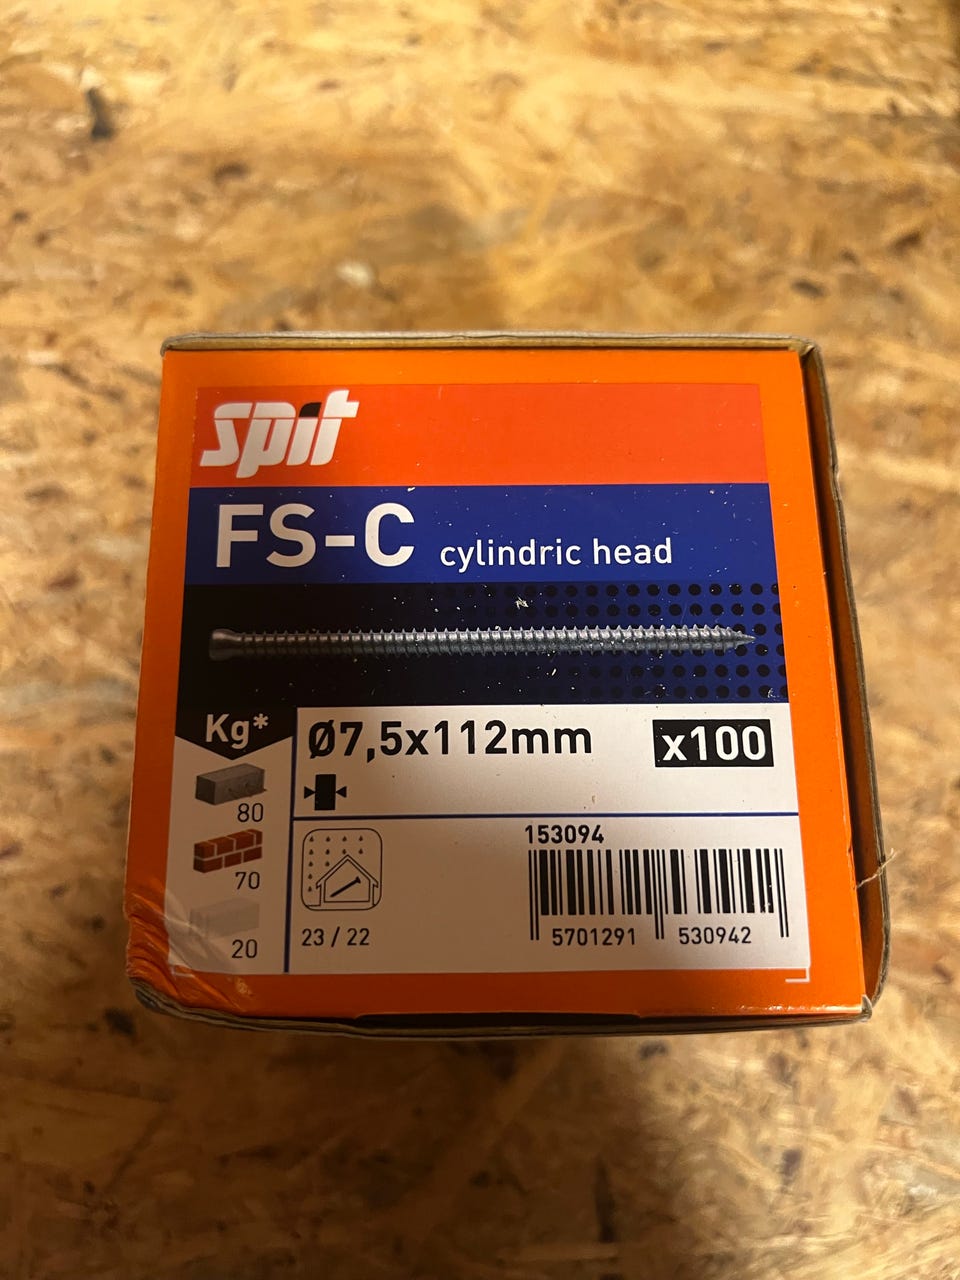 spit
FS-C cylindric head
Kg*
Ø7,5x112mm
x100
80
70
20
23 / 22
153094
5701291 530942